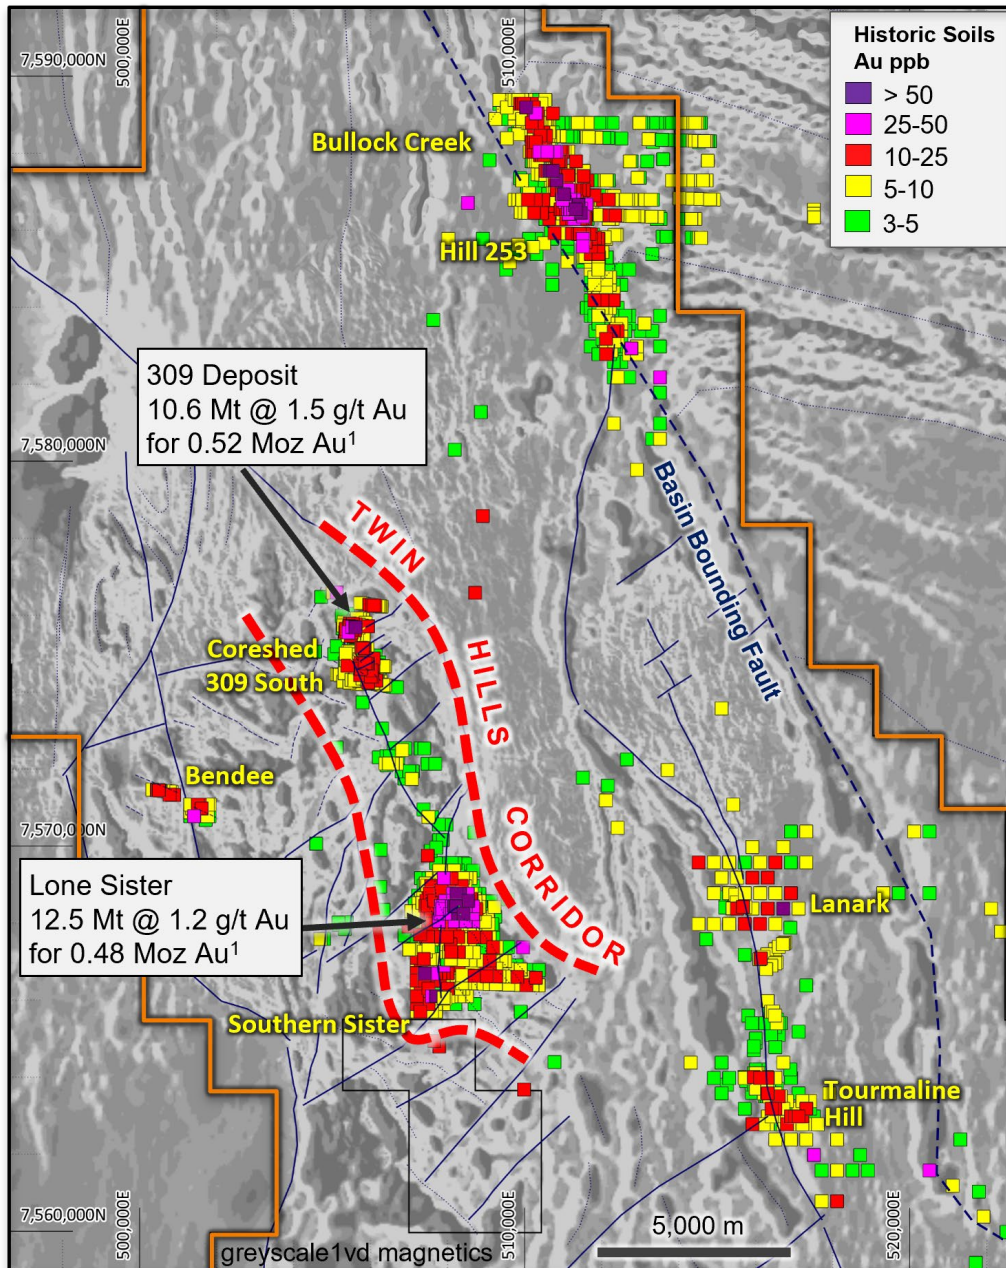 Historic Soils
Au ppb
> 50
25-50
10-25
5-10
3-5
7,590,000N
500,000E
510,000E
Bullock Creek
Hill 253
309 Deposit
10.6 Mt @ 1.5 g/t Au
for 0.52 Moz Au¹
7,580,000N
Basin Bounding Fault
TWIN
HILLS
CORRIDOR
Coreshed
309 South
Bendee
7,570,000N
Lone Sister
12.5 Mt @ 1.2 g/t Au
for 0.48 Moz Au¹
Lanark
Southern Sister
Tourmaline
Hill
7,560,000N
500,000E
510,000E
520,000E
5,000 m
greyscale1vd magnetics